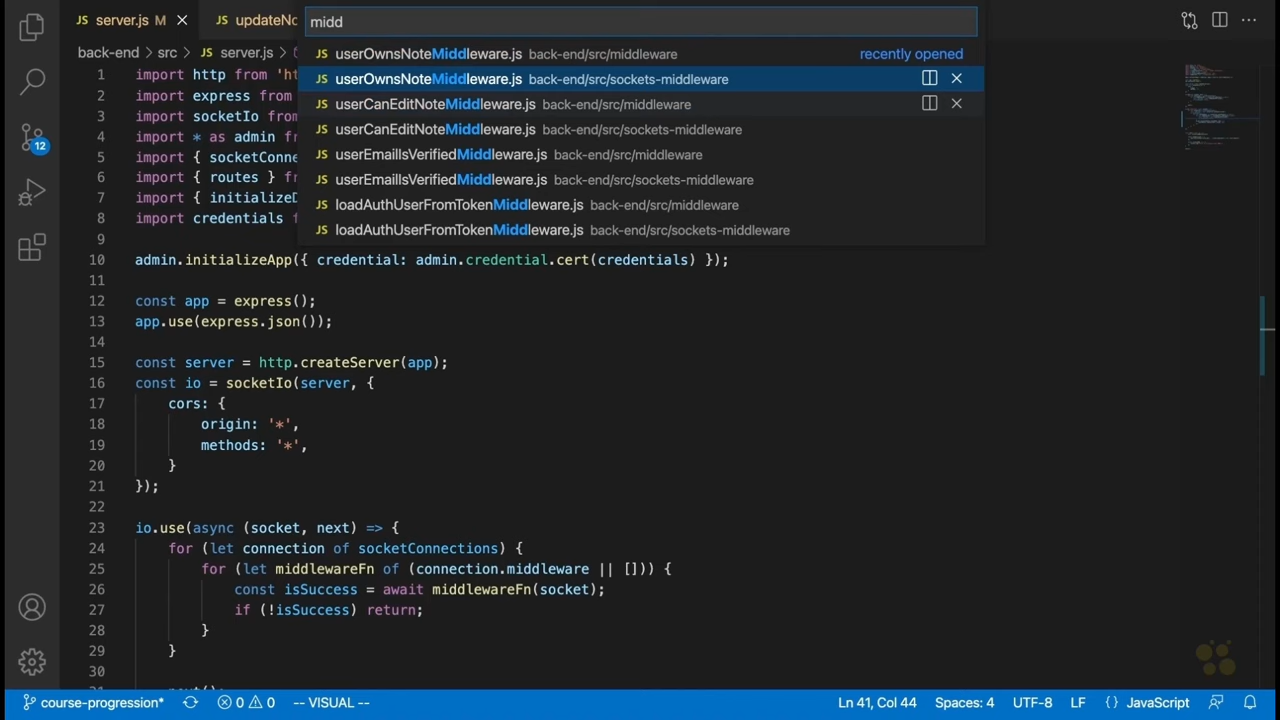 JS server.js M × JS updateNo
midd
back-end > src > JS server.js >
JS userOwnsNoteMiddleware.js back-end/src/middleware recently opened
JS userOwnsNoteMiddleware.js back-end/src/sockets-middleware
JS userCanEditNoteMiddleware.js back-end/src/middleware
JS userCanEditNoteMiddleware.js back-end/src/sockets-middleware
JS userEmailIsVerifiedMiddleware.js back-end/src/middleware
JS userEmailIsVerifiedMiddleware.js back-end/src/sockets-middleware
JS loadAuthUserFromTokenMiddleware.js back-end/src/middleware
JS loadAuthUserFromTokenMiddleware.js back-end/src/sockets-middleware
12
1 import http from 'ht
2 import express from
3 import socketIo from
4 import * as admin fr
5 import { socketConne
6 import { routes } fr
7 import { initializeD
8 import credentials f
9
10 admin.initializeApp({ credential: admin.credential.cert(credentials) });
11
12 const app = express();
13 app.use(express.json());
14
15 const server = http.createServer(app);
16 const io = socketIo(server, {
17 cors: {
18 origin: '*',
19 methods: '*',
20 }
21 });
22
23 io.use(async (socket, next) => {
24 for (let connection of socketConnections) {
25 for (let middlewareFn of (connection.middleware || [])) {
26 const isSuccess = await middlewareFn(socket);
27 if (!isSuccess) return;
28 }
29 }
30
course-progression* 0 0 -- VISUAL -- Ln 41, Col 44 Spaces: 4 UTF-8 LF {} JavaScript